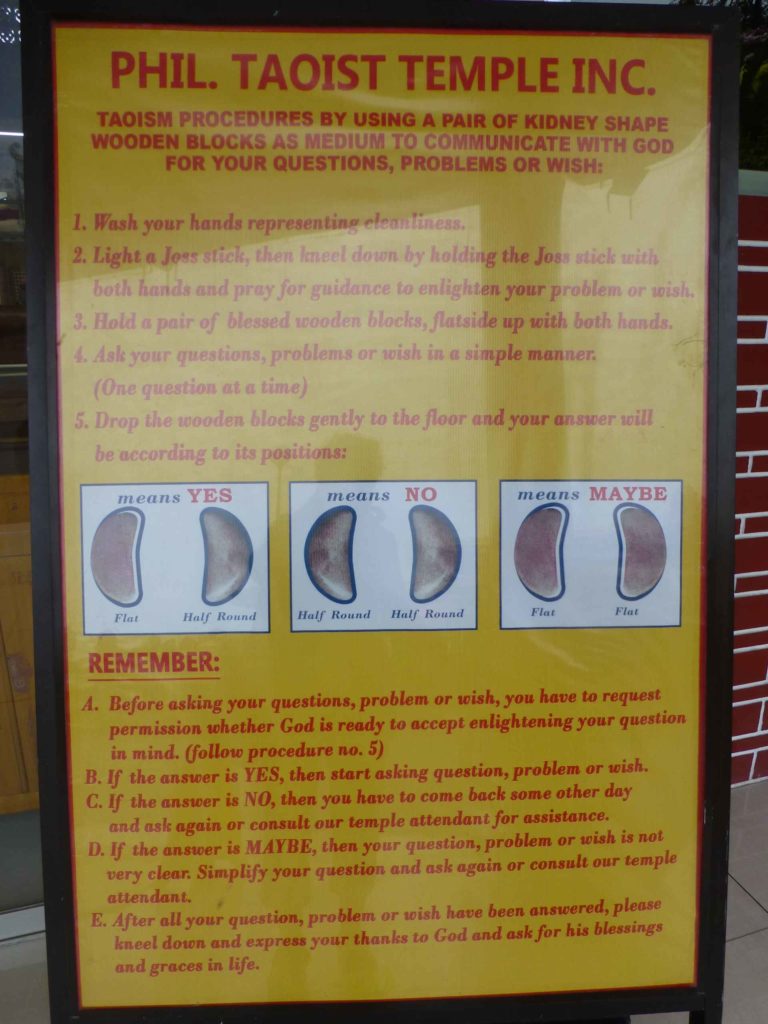 PHIL. TAOIST TEMPLE INC.
TAOISM PROCEDURES BY USING A PAIR OF KIDNEY SHAPE
WOODEN BLOCKS AS MEDIUM TO COMMUNICATE WITH GOD
FOR YOUR QUESTIONS, PROBLEMS OR WISH:
1. Wash your hands representing cleanliness.
2. Light a Joss stick, then kneel down by holding the Joss stick with
both hands and pray for guidance to enlighten your problem or wish.
3. Hold a pair of blessed wooden blocks, flatside up with both hands.
4. Ask your questions, problems or wish in a simple manner.
(One question at a time)
5. Drop the wooden blocks gently to the floor and your answer will
be according to its positions:
means YES
Flat Half Round
means NO
Half Round Half Round
means MAYBE
Flat Flat
REMEMBER:
A. Before asking your questions, problem or wish, you have to request
permission whether God is ready to accept enlightening your question
in mind. (follow procedure no. 5)
B. If the answer is YES, then start asking question, problem or wish.
C. If the answer is NO, then you have to come back some other day
and ask again or consult our temple attendant for assistance.
D. If the answer is MAYBE, then your question, problem or wish is not
very clear. Simplify your question and ask again or consult our temple
attendant.
E. After all your question, problem or wish have been answered, please
kneel down and express your thanks to God and ask for his blessings
and graces in life.